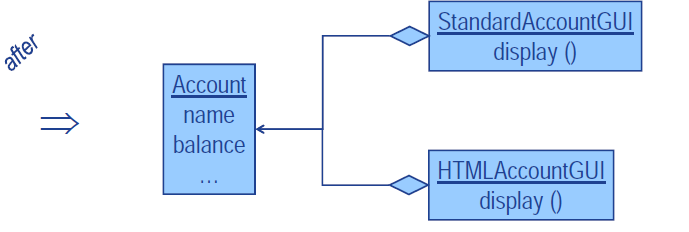 after
Account
name
balance
...
StandardAccountGUI
display ()
HTMLAccountGUI
display ()